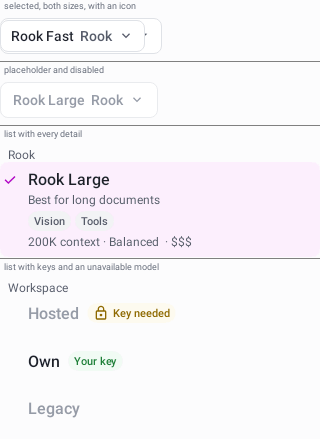 selected, both sizes, with an icon
Rook Fast Rook
placeholder and disabled
Rook Large Rook
list with every detail
Rook
Rook Large
Best for long documents
Vision Tools
200K context · Balanced · $$$
list with keys and an unavailable model
Workspace
Hosted Key needed
Own Your key
Legacy